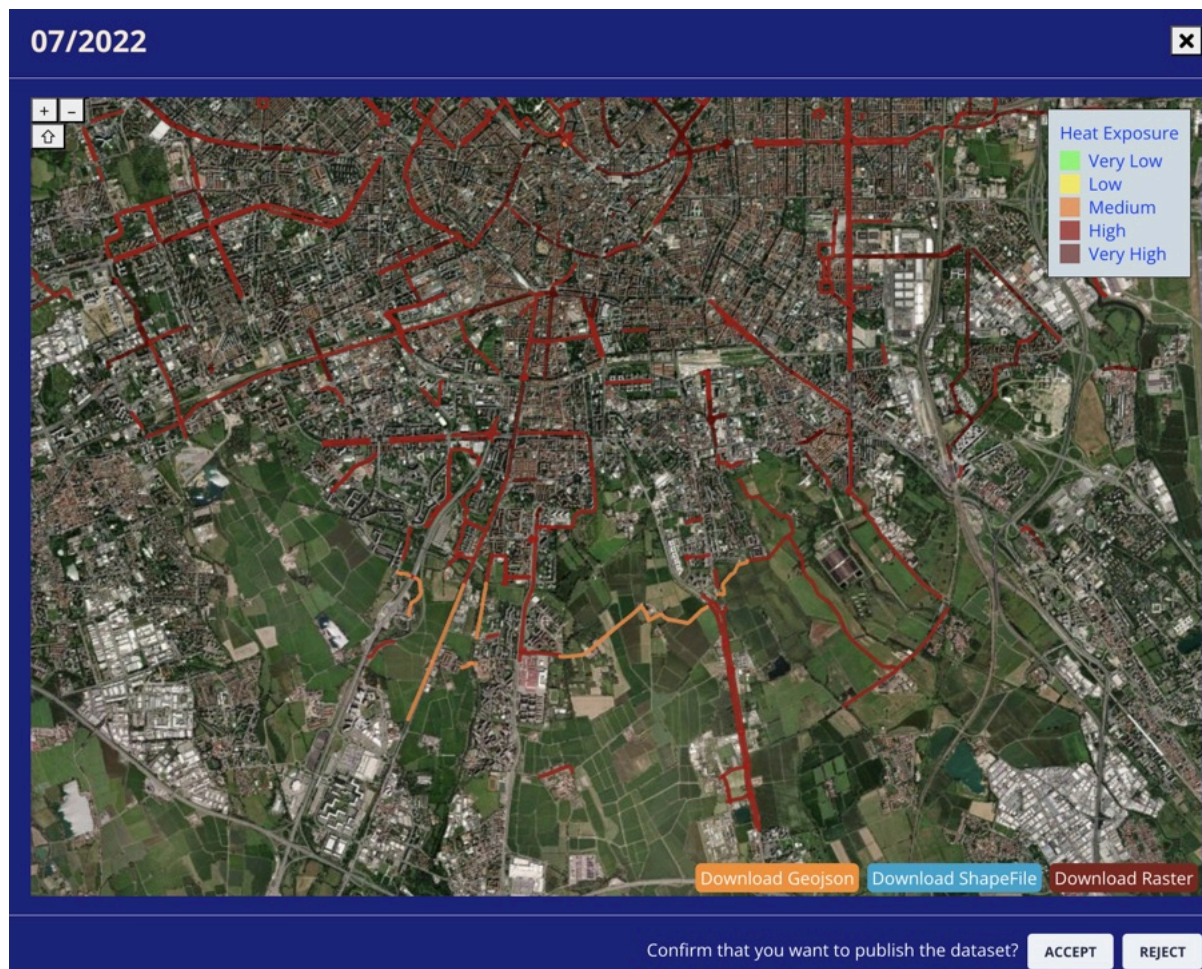 07/2022
+ −
Heat Exposure
Very Low
Low
Medium
High
Very High
Download Geojson Download ShapeFile Download Raster
Confirm that you want to publish the dataset? ACCEPT REJECT